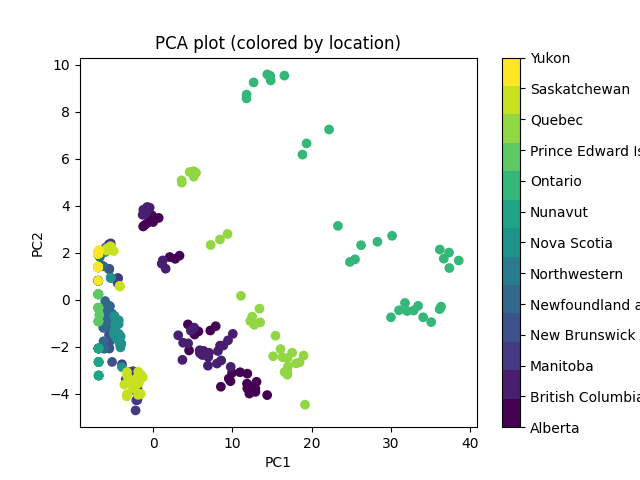 PCA plot (colored by location)
10
8
6
4
2
0
−2
−4
PC2
0
10
20
30
40
PC1
Yukon
Saskatchewan
Quebec
Prince Edward Is
Ontario
Nunavut
Nova Scotia
Northwestern
Newfoundland a
New Brunswick
Manitoba
British Columbia
Alberta